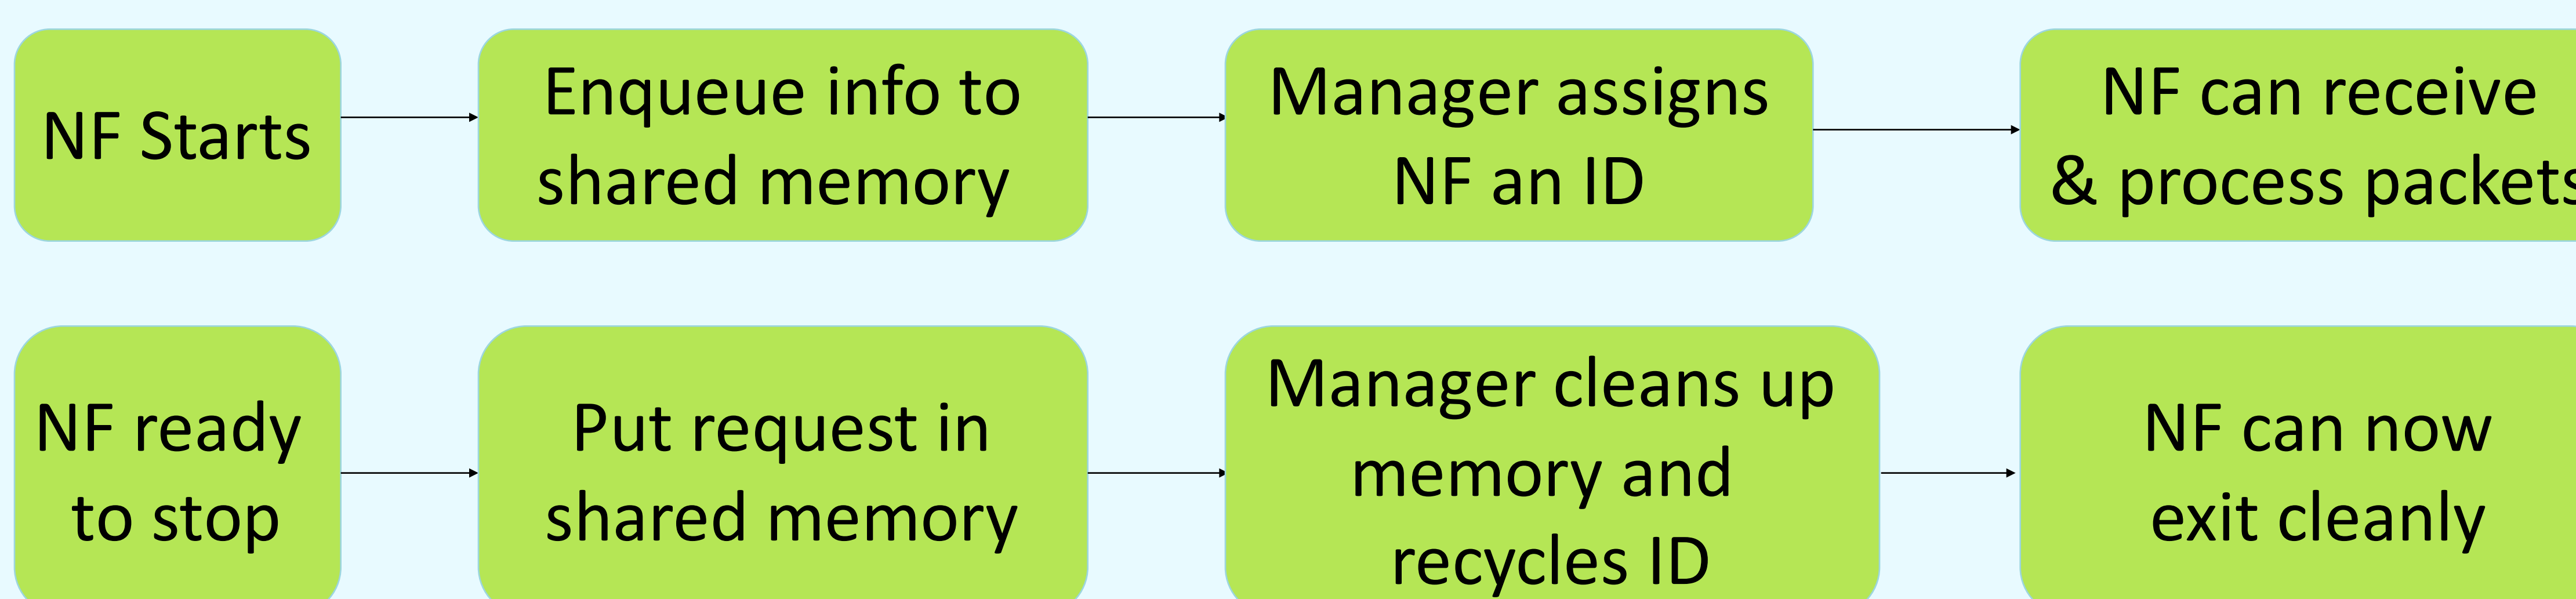 NF Starts
Enqueue info to
shared memory
Manager assigns
NF an ID
NF can receive
& process packets
NF ready
to stop
Put request in
shared memory
Manager cleans up
memory and
recycles ID
NF can now
exit cleanly